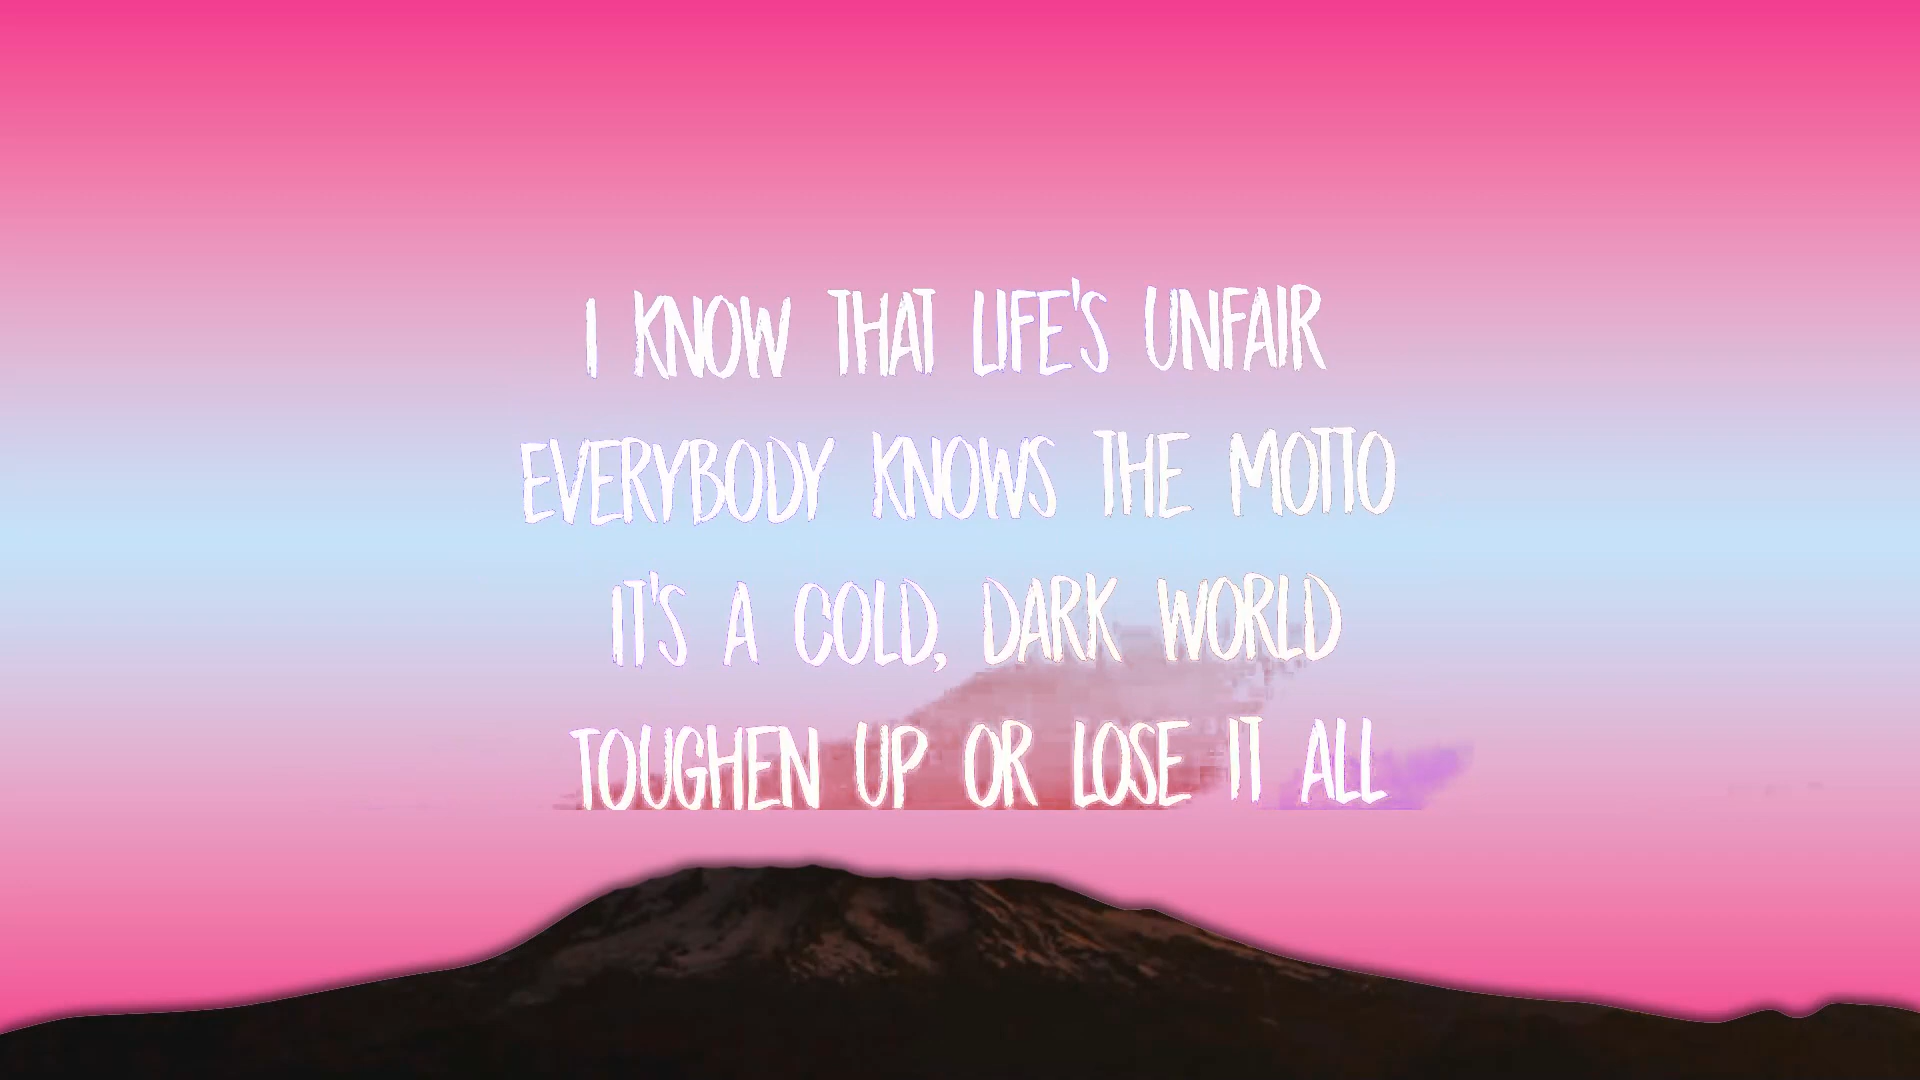 I KNOW THAT LIFE'S UNFAIR
EVERYBODY KNOWS THE MOTTO
IT'S A COLD, DARK WORLD
TOUGHEN UP OR LOSE IT ALL